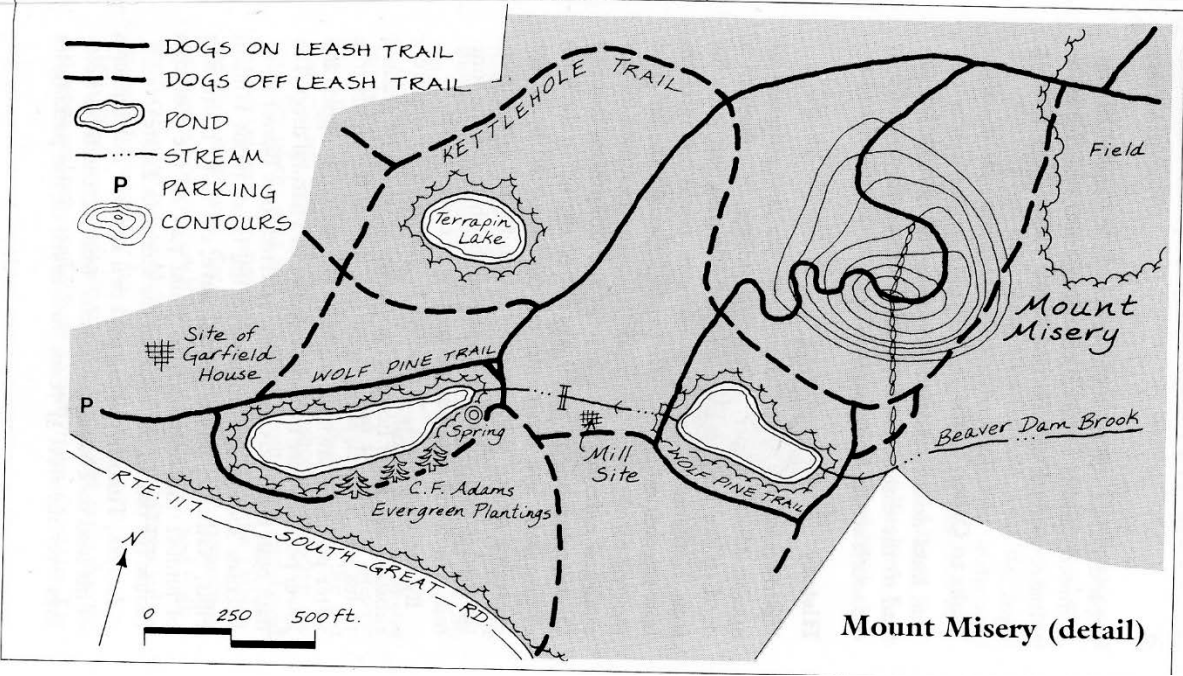 DOGS ON LEASH TRAIL
DOGS OFF LEASH TRAIL
POND
STREAM
P PARKING
CONTOURS
KETTLEHOLE TRAIL
Terrapin
Lake
Field
Mount
Misery
Site of
Garfield
House
WOLF PINE TRAIL
P
Spring
Mill
Site
WOLF PINE TRAIL
Beaver Dam Brook
C.F. Adams
Evergreen Plantings
RTE. 117 SOUTH GREAT RD.
N
0 250 500 ft.
Mount Misery (detail)